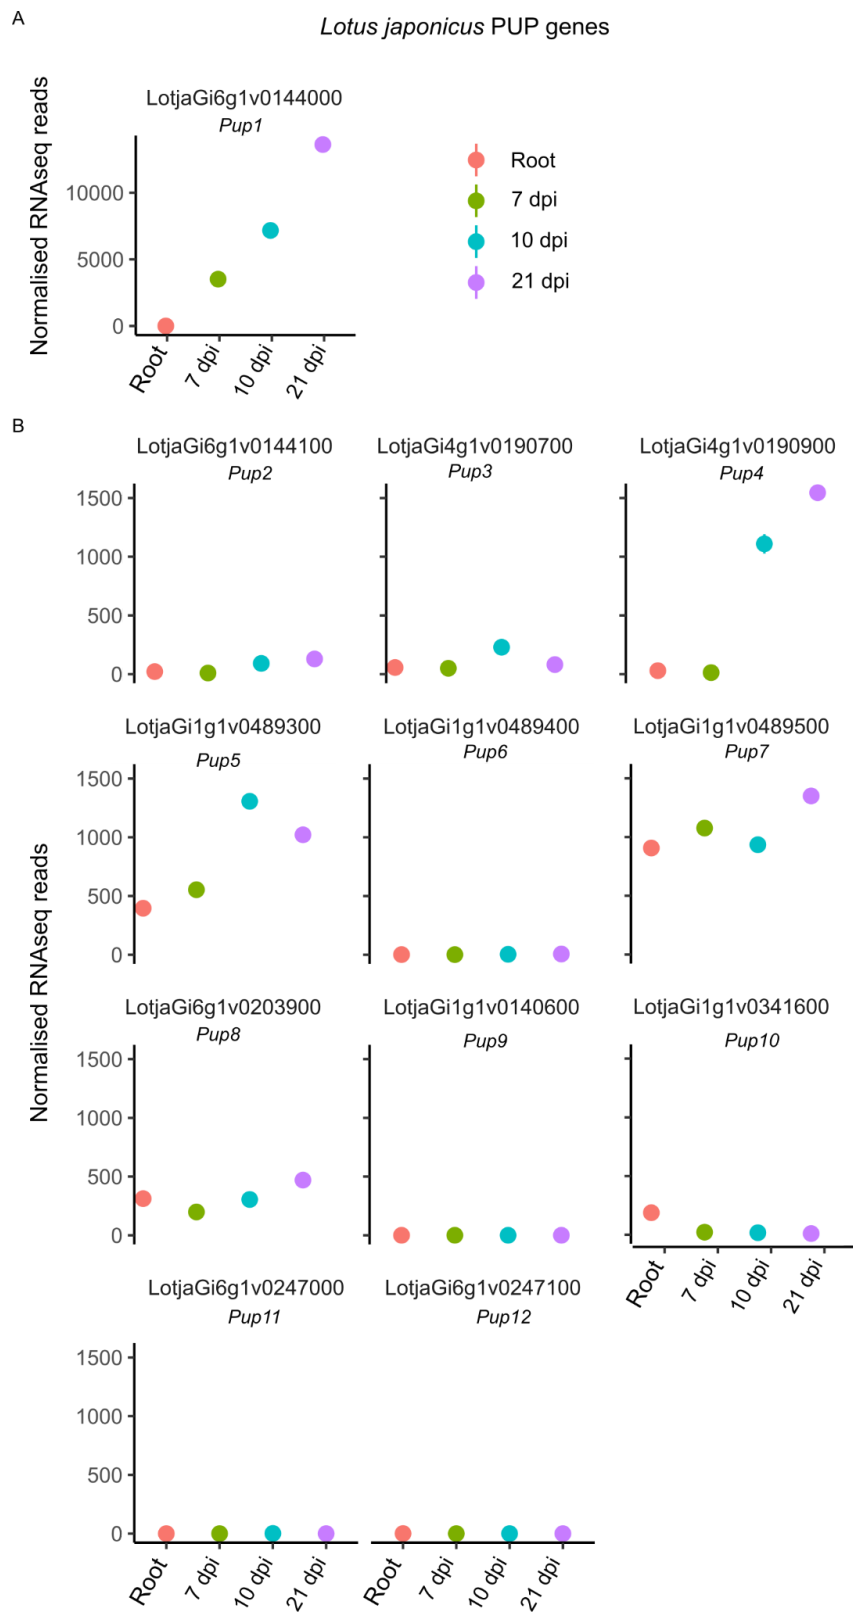 A
Lotus japonicus PUP genes
LotjaGi6g1v0144000
Pup1
Normalised RNAseq reads
10000
5000
0
Root
7 dpi
10 dpi
21 dpi
Root
7 dpi
10 dpi
21 dpi
B
LotjaGi6g1v0144100
Pup2
LotjaGi4g1v0190700
Pup3
LotjaGi4g1v0190900
Pup4
1500
1000
500
0
LotjaGi1g1v0489300
Pup5
LotjaGi1g1v0489400
Pup6
LotjaGi1g1v0489500
Pup7
1500
1000
500
0
Normalised RNAseq reads
LotjaGi6g1v0203900
Pup8
LotjaGi1g1v0140600
Pup9
LotjaGi1g1v0341600
Pup10
1500
1000
500
0
Root
7 dpi
10 dpi
21 dpi
LotjaGi6g1v0247000
Pup11
LotjaGi6g1v0247100
Pup12
1500
1000
500
0
Root
7 dpi
10 dpi
21 dpi
Root
7 dpi
10 dpi
21 dpi